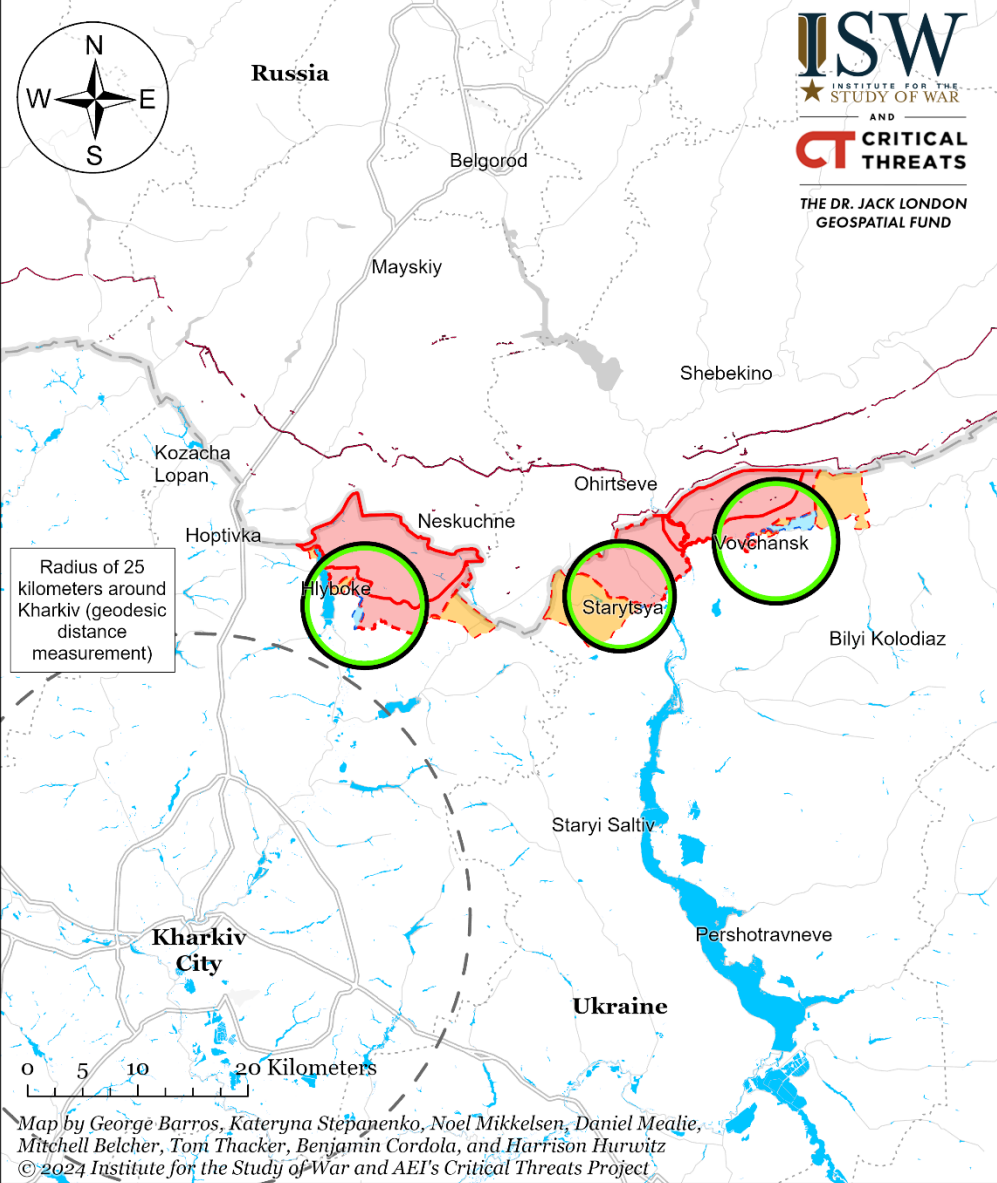 N
W
E
S
Russia
ISW
INSTITUTE FOR THE
STUDY OF WAR
AND
CT CRITICAL
THREATS
THE DR. JACK LONDON
GEOSPATIAL FUND
Belgorod
Mayskiy
Shebekino
Kozacha
Lopan
Ohirtseve
Neskuchne
Hoptivka
Vovchansk
Radius of 25
kilometers around
Kharkiv (geodesic
distance
measurement)
Hlyboke
Starytsya
Bilyi Kolodiaz
Staryi Saltiv
Kharkiv
City
Pershotravneve
Ukraine
0 5 10 20 Kilometers
Map by George Barros, Kateryna Stepanenko, Noel Mikkelsen, Daniel Mealie,
Mitchell Belcher, Tom Thacker, Benjamin Cordola, and Harrison Hurwitz
© 2024 Institute for the Study of War and AEI's Critical Threats Project